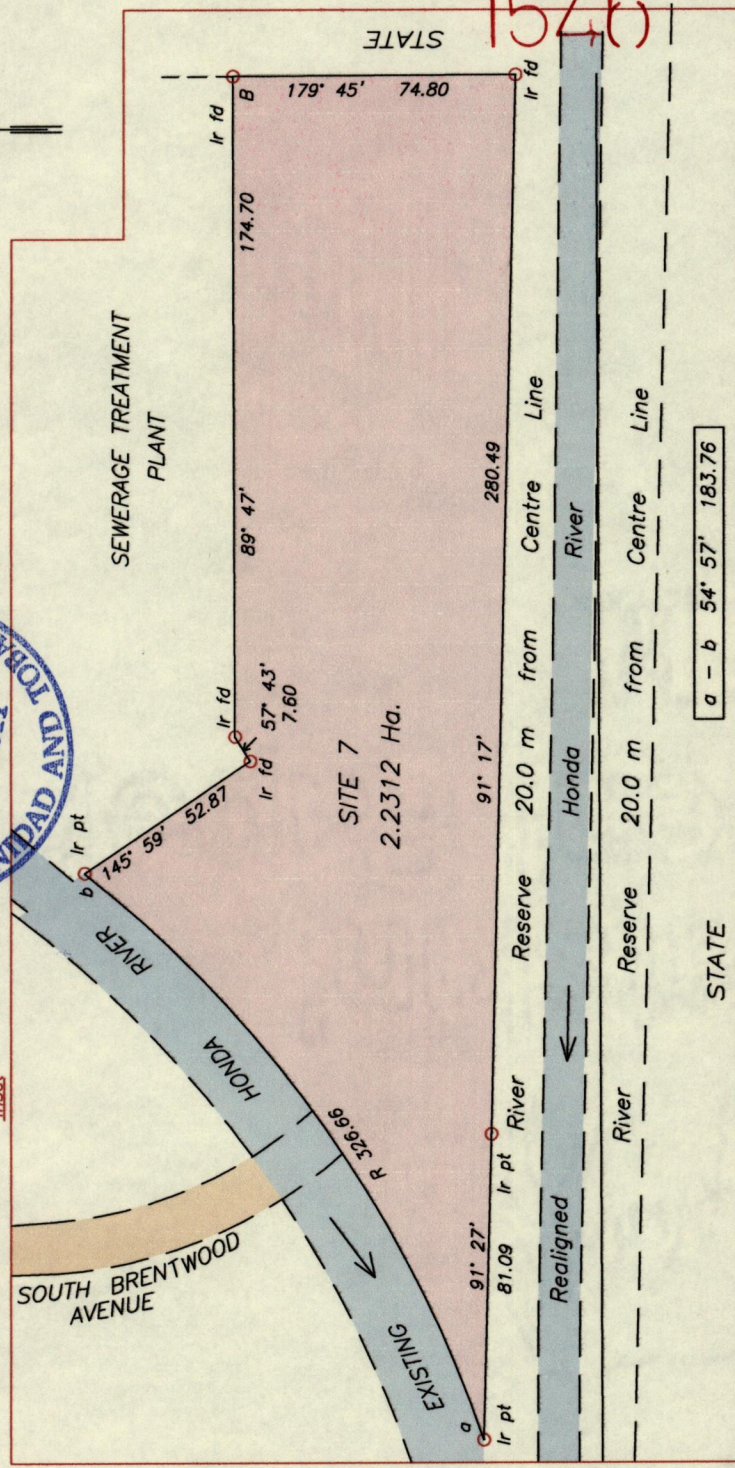 1540
STATE
B
179° 45' 74.80
Ir fd
Ir fd
174.70
SEWERAGE TREATMENT
PLANT
89° 47'
280.49
Ir fd
57° 43'
7.60
Ir fd
SITE 7
2.2312 Ha.
91° 17'
145° 59' 52.87
Ir pt
b
EXISTING HONDA RIVER
R 326.66
SOUTH BRENTWOOD
AVENUE
91° 27'
81.09
Ir pt
a
Ir pt
River Reserve 20.0 m from Centre Line
Realigned Honda River
River Reserve 20.0 m from Centre Line
a - b 54° 57' 183.76
STATE
AND